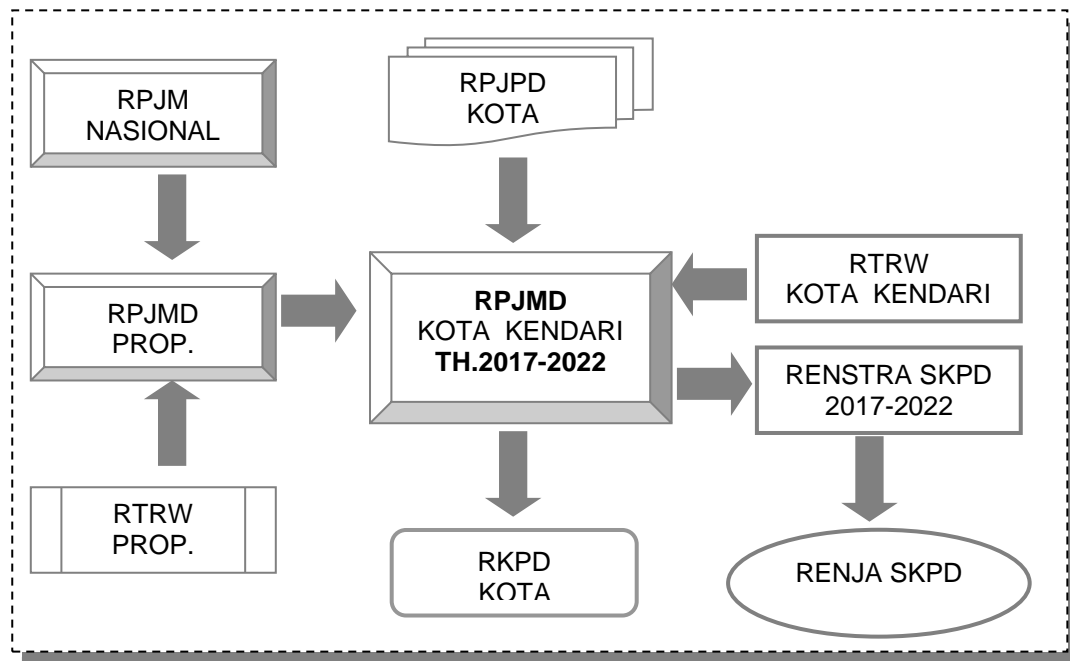 RPJM
NASIONAL
RPJPD
KOTA
RPJMD
PROP.
RPJMD
KOTA KENDARI
TH.2017-2022
RTRW
KOTA KENDARI
RENSTRA SKPD
2017-2022
RTRW
PROP.
RKPD
KOTA
RENJA SKPD